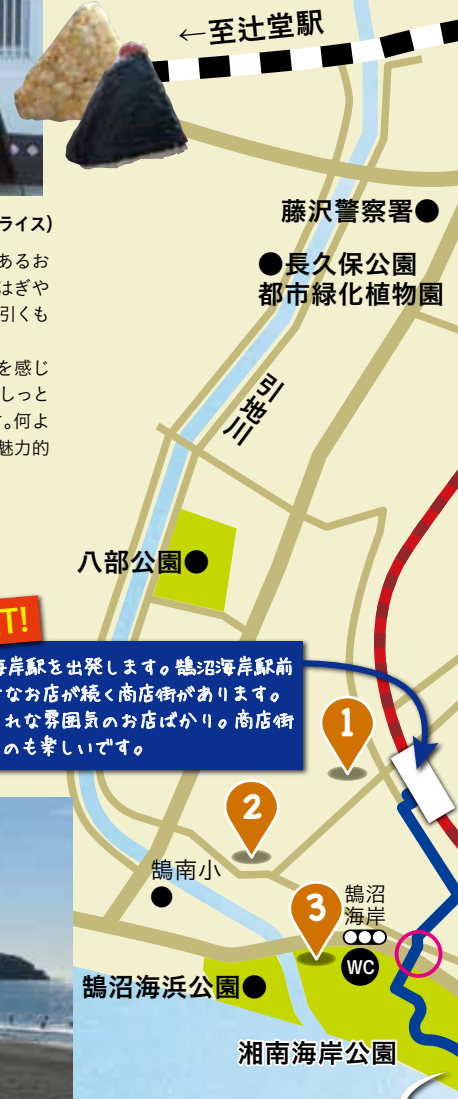 ←至辻堂駅
ライス)
あるお
はぎや
引くも
を感じ
しっと
す。何よ
魅力的
藤沢警察署●
●長久保公園
都市緑化植物園
引地川
八部公園●
T!
海岸駅を出発します。鵠沼海岸駅前
なお店が続く商店街があります。
れな雰囲気のお店ばかり。商店街
のも楽しいです。
1
2
3
鵠南小
鵠沼
海岸
WC
鵠沼海浜公園●
湘南海岸公園